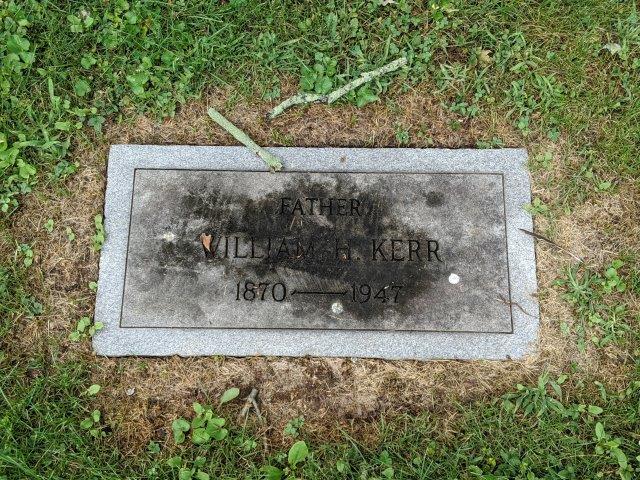 FATHER
WILLIAM H. KERR
1870—1947